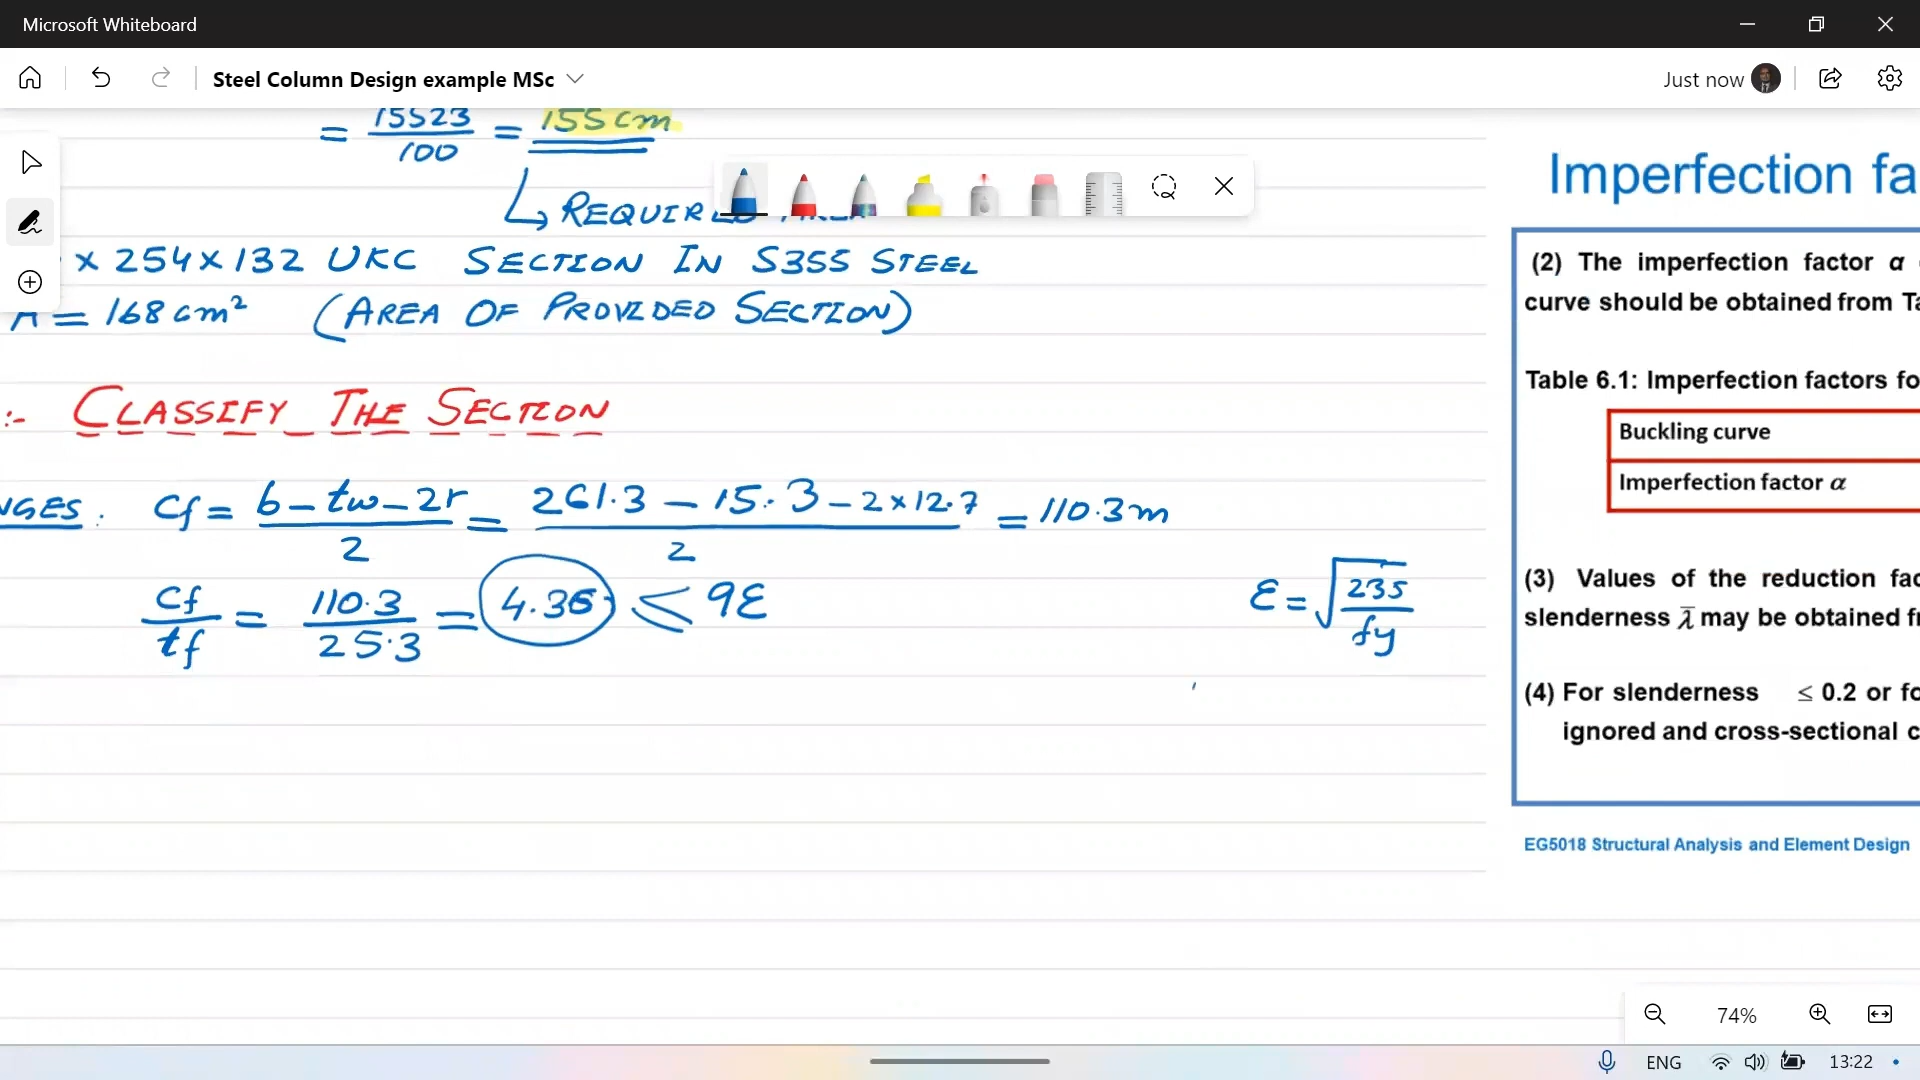 Microsoft Whiteboard
Steel Column Design example MSc
Just now
= 15523 / 100 = 155 cm
REQUIRED AREA
× 254 × 132 UKC SECTION IN S355 STEEL
A = 168 cm² (AREA OF PROVIDED SECTION)
:- CLASSIFY THE SECTION
NGES: Cf = (b - tw - 2r) / 2 = (261.3 - 15.3 - 2 × 12.7) / 2 = 110.3 m
Cf / tf = 110.3 / 25.3 = 4.36 < 9ε
ε = √(235 / fy)
Imperfection fa
(2) The imperfection factor α
curve should be obtained from Ta
Table 6.1: Imperfection factors fo
Buckling curve
Imperfection factor α
(3) Values of the reduction fac
slenderness λ̄ may be obtained f
(4) For slenderness ≤ 0.2 or fo
ignored and cross-sectional c
EG5018 Structural Analysis and Element Design
74%
ENG 13:22